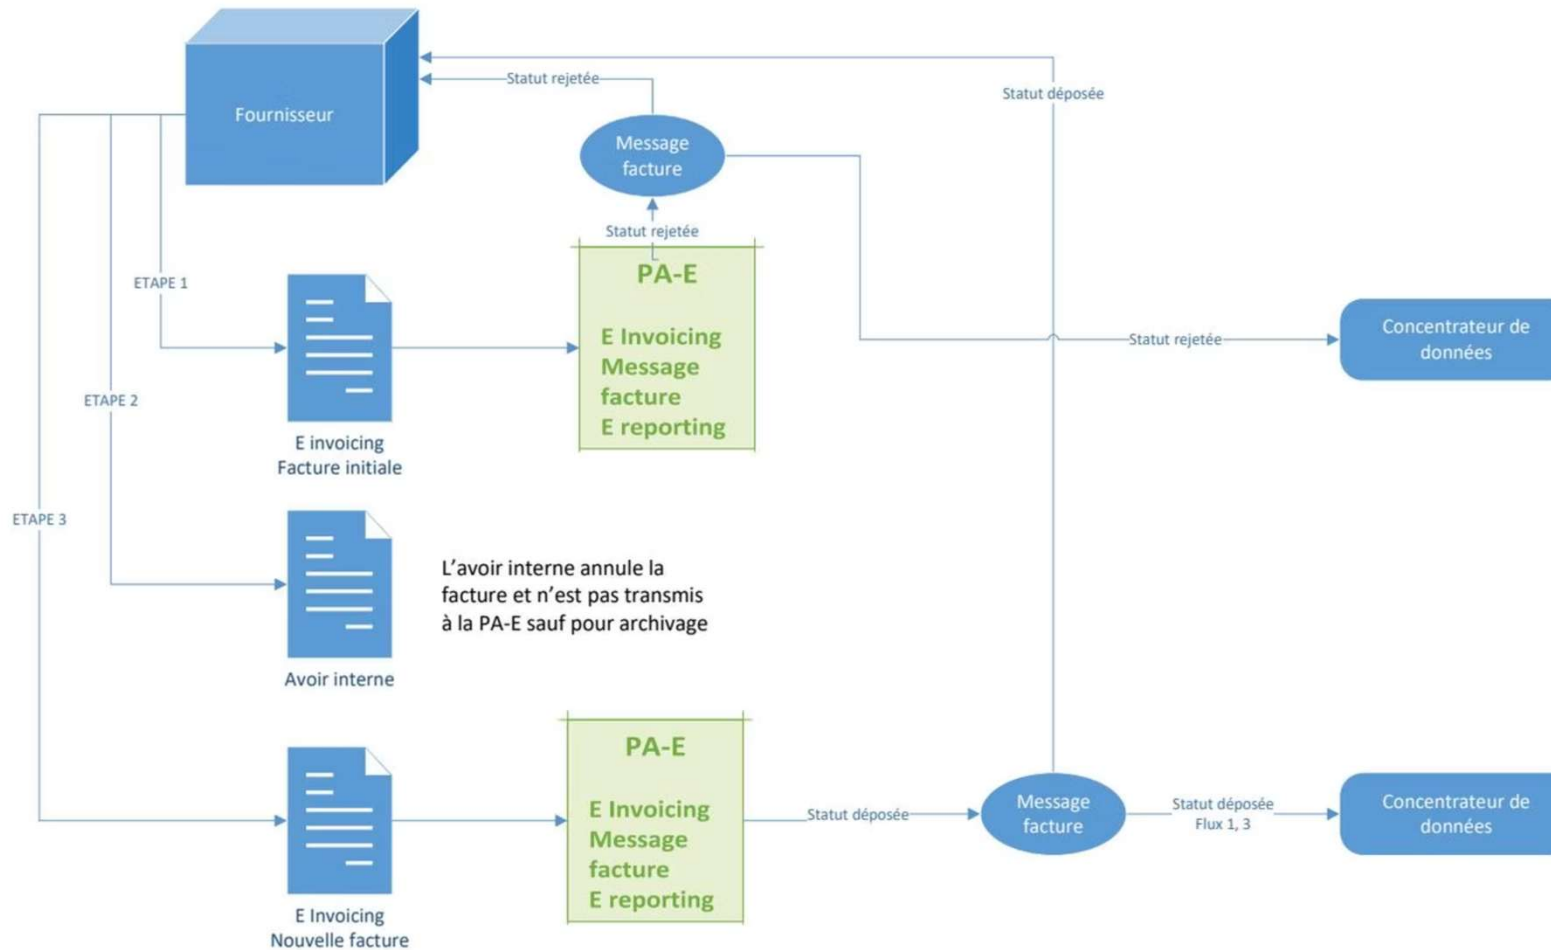 Fournisseur
Statut rejetée
Statut déposée
Message
facture
Statut rejetée
PA-E
E Invoicing
Message
facture
E reporting
ETAPE 1
E invoicing
Facture initiale
Statut rejetée
Concentrateur de
données
ETAPE 2
ETAPE 3
L’avoir interne annule la
facture et n’est pas transmis
à la PA-E sauf pour archivage
Avoir interne
PA-E
E Invoicing
Message
facture
E reporting
Statut déposée
Message
facture
Statut déposée
Flux 1, 3
Concentrateur de
données
E Invoicing
Nouvelle facture